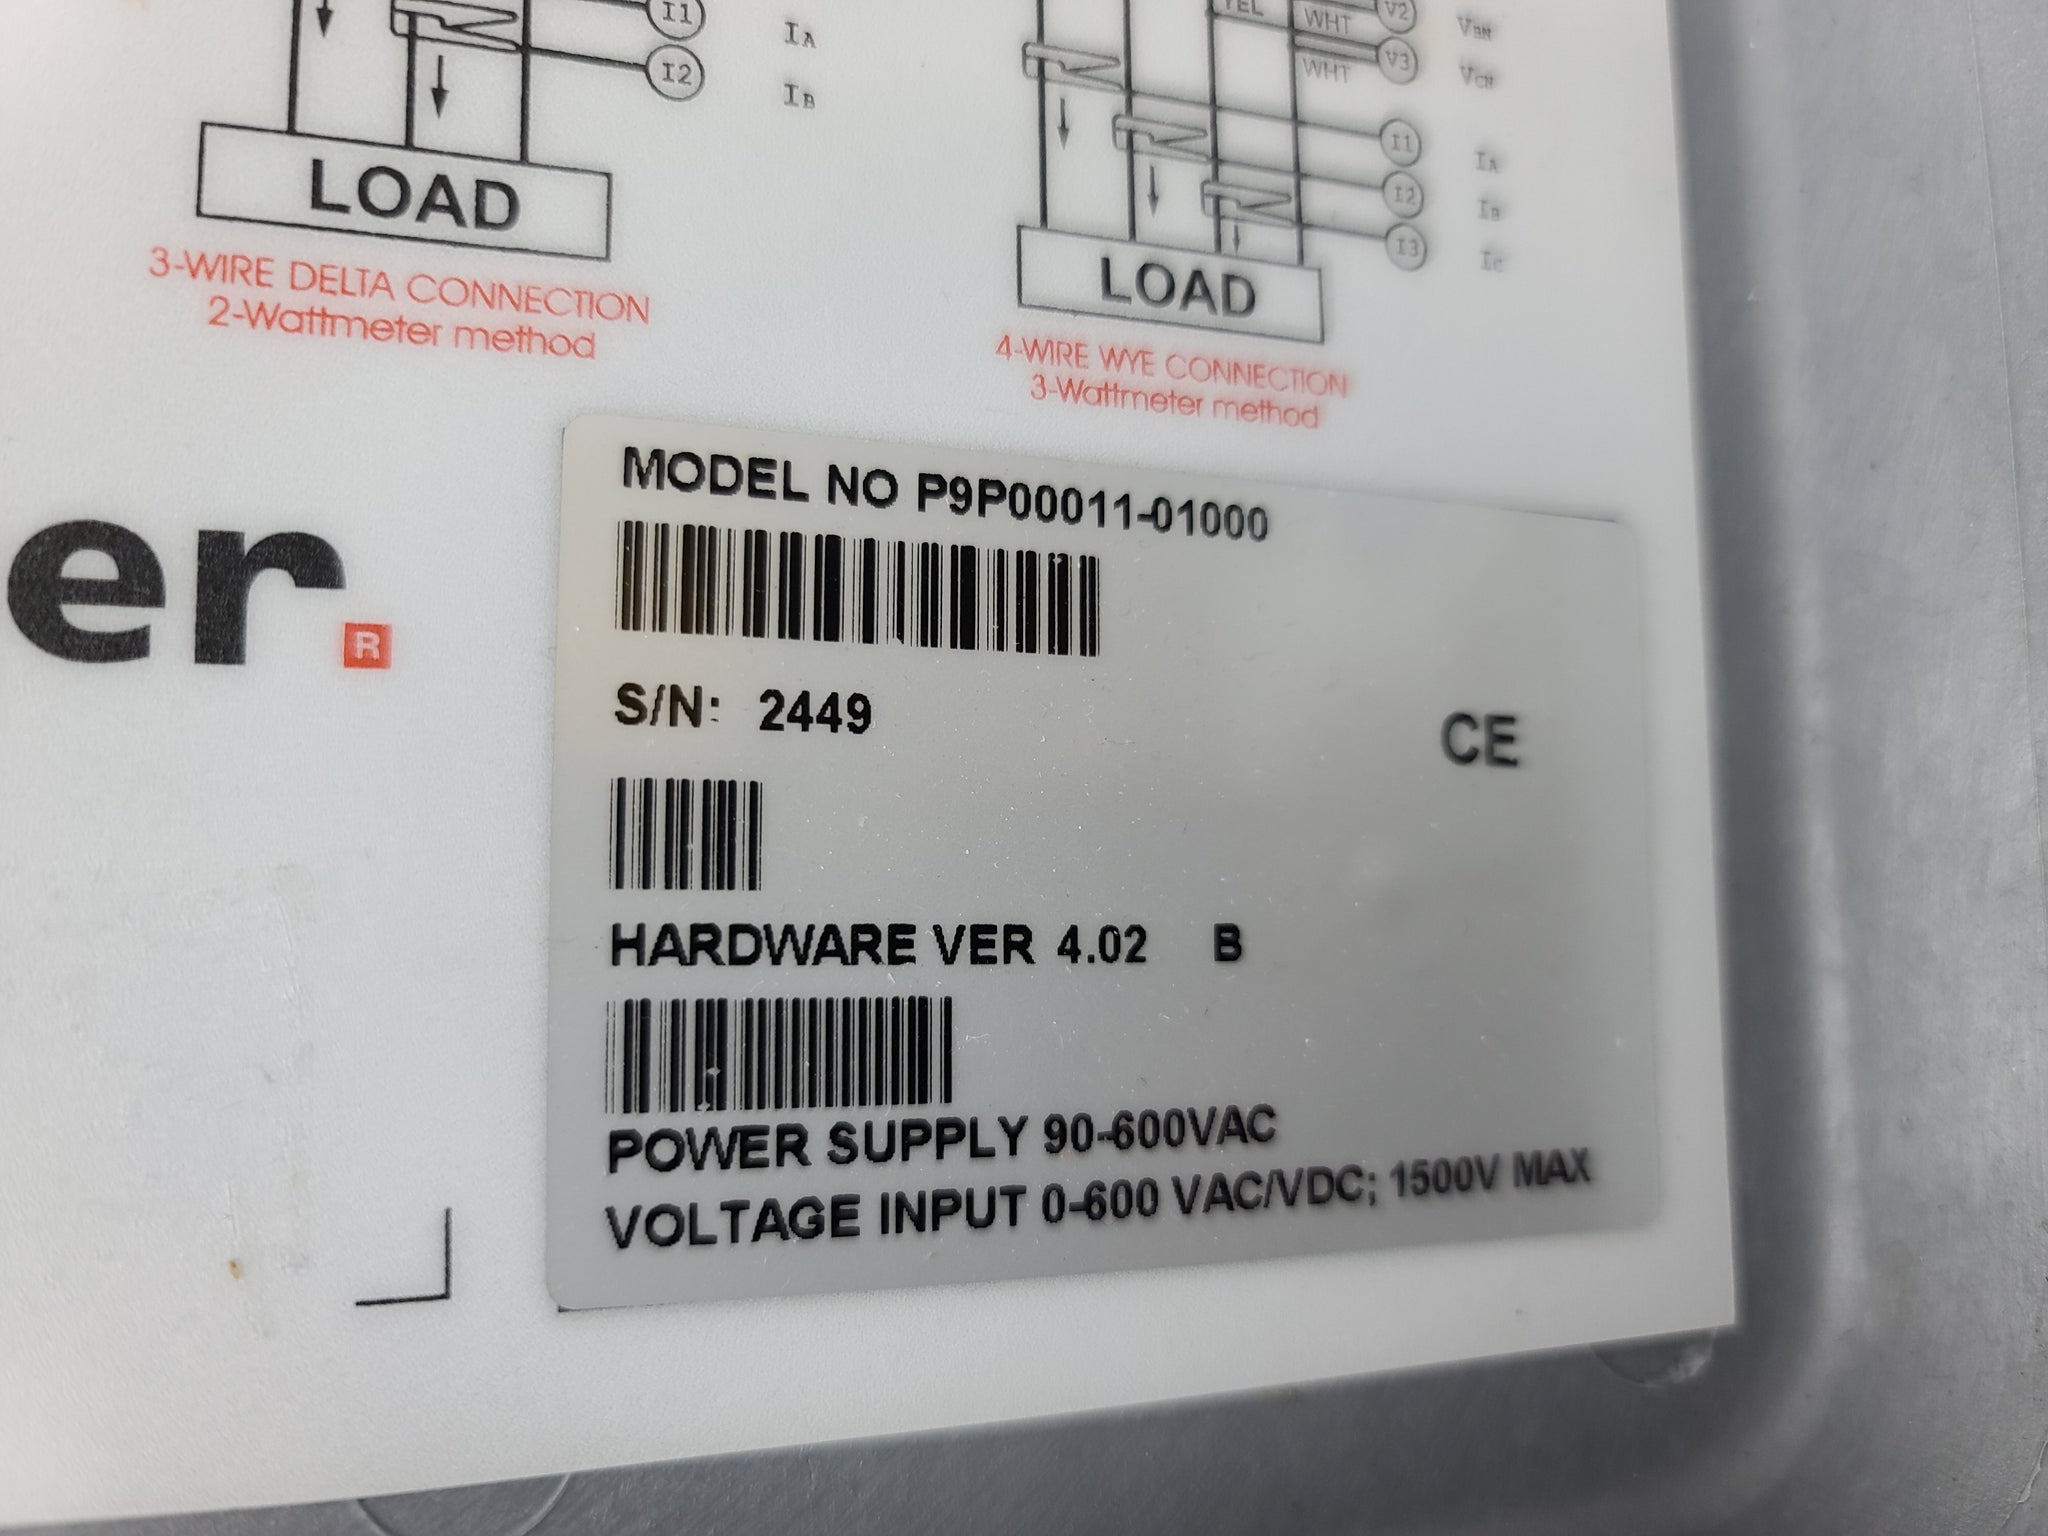 I1 IA
I2 IB
LOAD
3-WIRE DELTA CONNECTION
2-Wattmeter method
YEL WHT V2 VBN
WHT V3 VCN
I1 IA
I2 IB
I3 IC
LOAD
4-WIRE WYE CONNECTION
3-Wattmeter method
er R
MODEL NO P9P00011-01000
S/N: 2449
CE
HARDWARE VER 4.02 B
POWER SUPPLY 90-600VAC
VOLTAGE INPUT 0-600 VAC/VDC; 1500V MAX